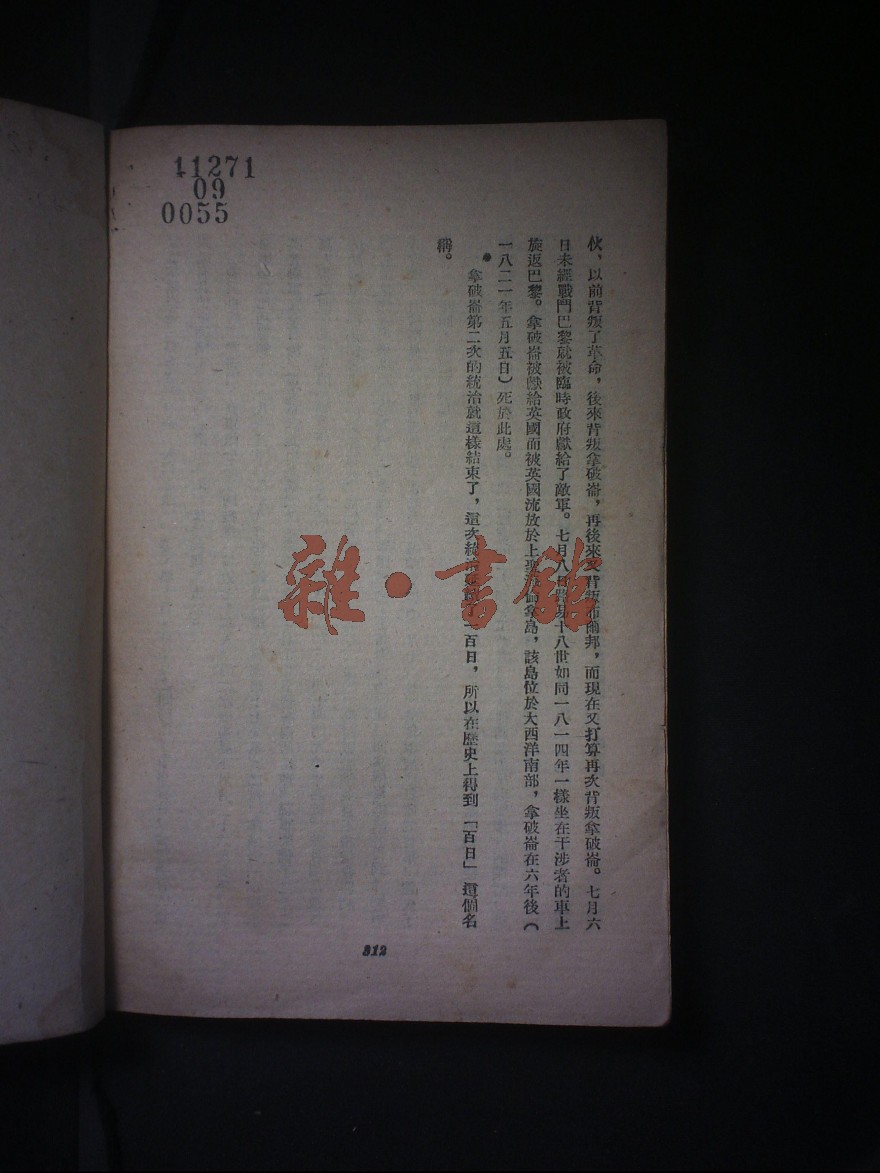 11271
09
0055
伙、以前背叛了革命，後來背叛拿破崙，再後來又背叛布爾邦，而現在又打算再次背叛拿破崙。七月六
日未經戰鬥巴黎就被臨時政府獻給了敵軍。七月八日路易十八世如同一八一四年一樣坐在干涉者的車上
旋返巴黎。拿破崙被獻給英國而被英國流放於上聖 倫拿島，該島位於大西洋南部，拿破崙在六年後（
一八二一年五月五日）死於此處。
拿破崙第二次的統治就這樣結束了，這次統治 一百日，所以在歷史上得到「百日」這個名
稱。
312
雜·書館